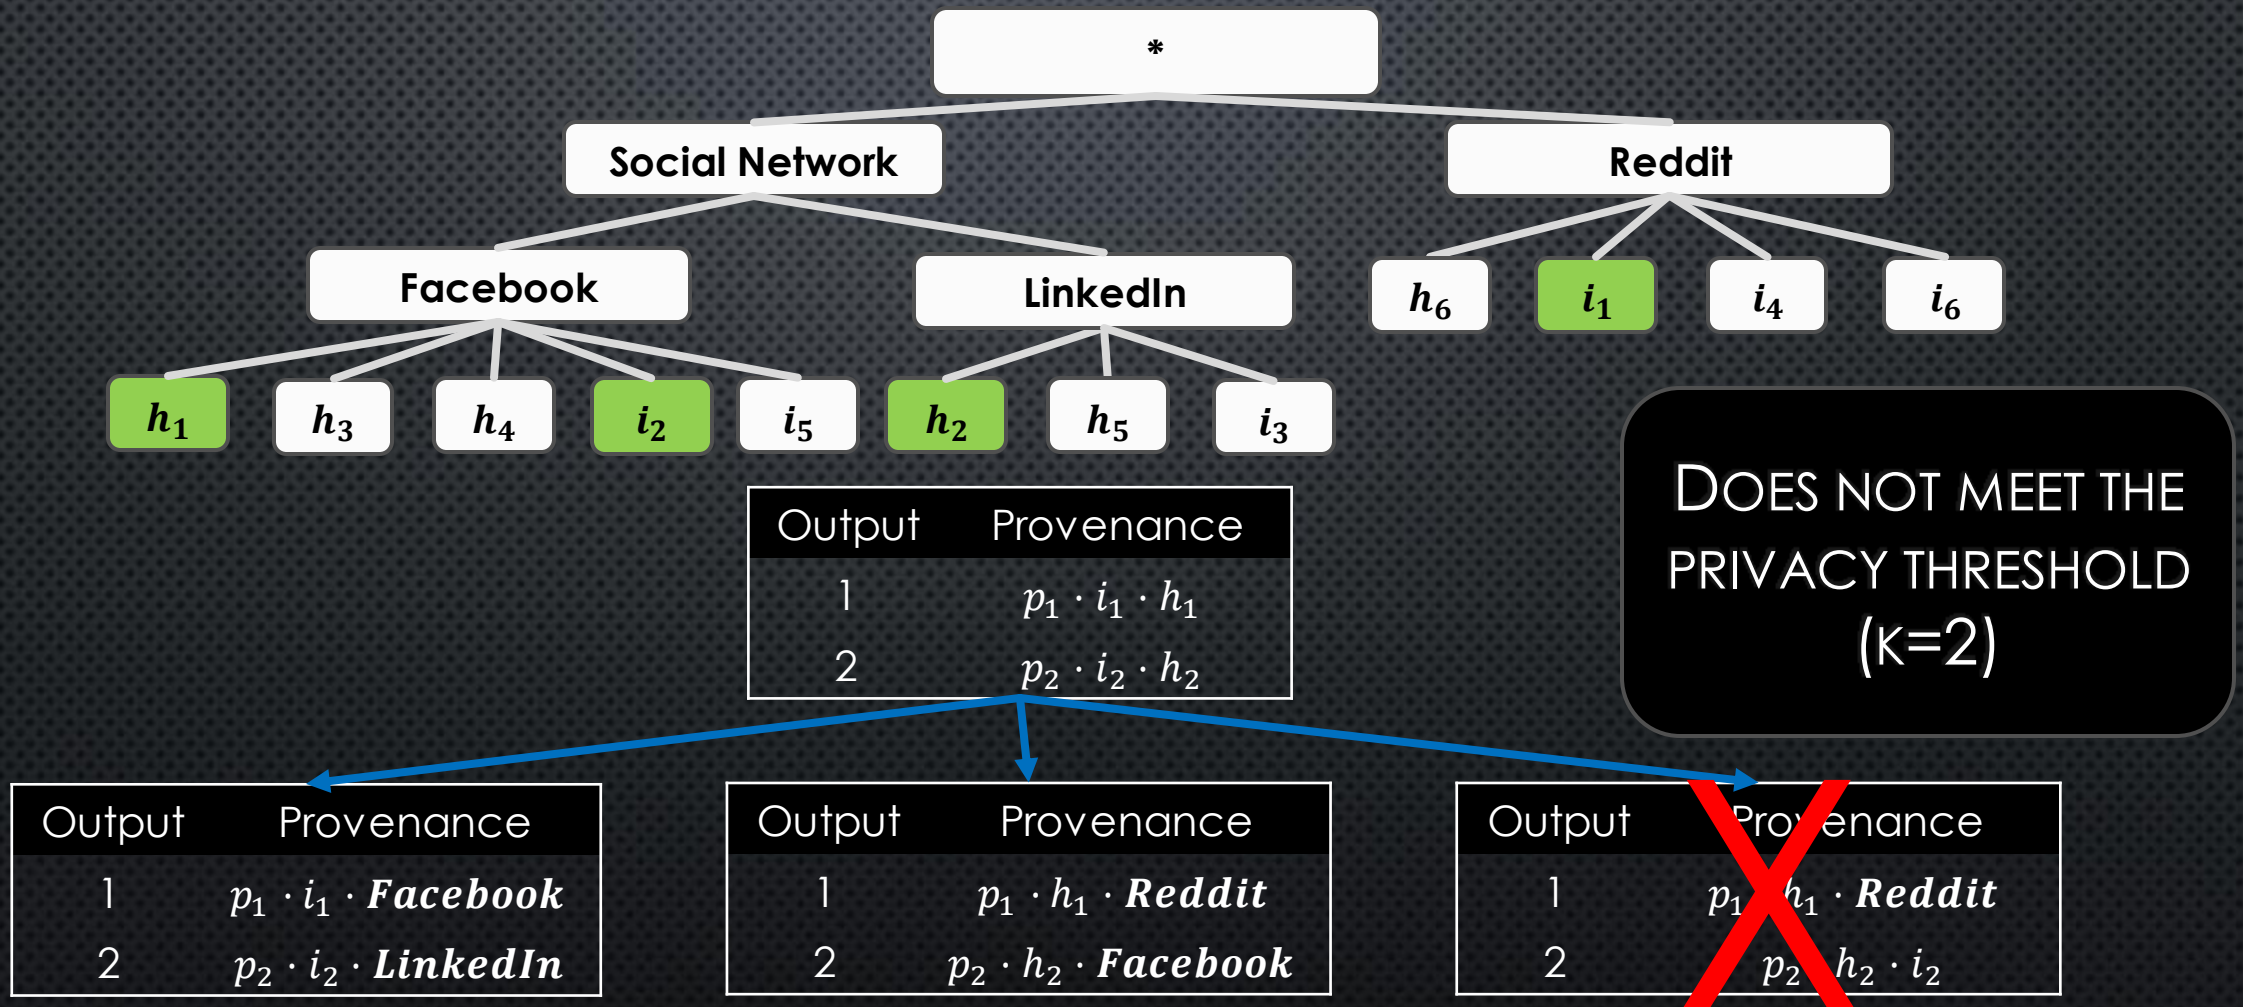 *
Social Network
Reddit
Facebook
LinkedIn
h₆ i₁ i₄ i₆
h₁ h₃ h₄ i₂ i₅ h₂ h₅ i₃
Output Provenance
1 p₁ · i₁ · h₁
2 p₂ · i₂ · h₂
DOES NOT MEET THE
PRIVACY THRESHOLD
(K=2)
Output Provenance
1 p₁ · i₁ · Facebook
2 p₂ · i₂ · LinkedIn
Output Provenance
1 p₁ · h₁ · Reddit
2 p₂ · h₂ · Facebook
Output Provenance
1 p₁ · h₁ · Reddit
2 p₂ · h₂ · i₂